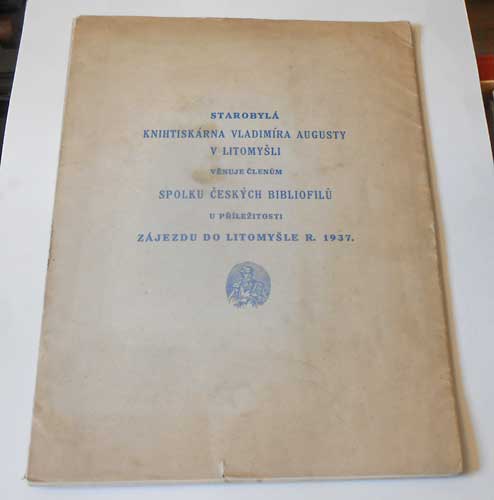 STAROBYLÁ
KNIHTISKÁRNA VLADIMÍRA AUGUSTY
V LITOMYŠLI
VĚNUJE ČLENŮM
SPOLKU ČESKÝCH BIBLIOFILŮ
U PŘÍLEŽITOSTI
ZÁJEZDU DO LITOMYŠLE R. 1937.